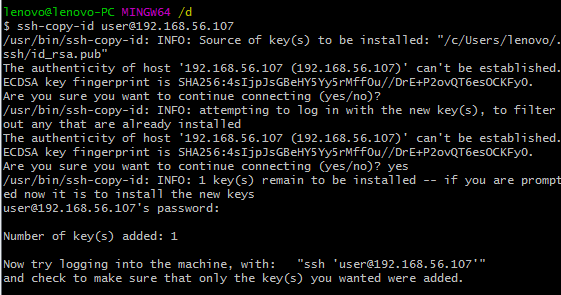 lenovo@lenovo-PC MINGW64 /d
$ ssh-copy-id user@192.168.56.107
/usr/bin/ssh-copy-id: INFO: Source of key(s) to be installed: "/c/Users/lenovo/.
ssh/id_rsa.pub"
The authenticity of host '192.168.56.107 (192.168.56.107)' can't be established.
ECDSA key fingerprint is SHA256:4sIjpJsGBeHY5Yy5rMffOu//DrE+P2ovQT6esOCKFyO.
Are you sure you want to continue connecting (yes/no)?
/usr/bin/ssh-copy-id: INFO: attempting to log in with the new key(s), to filter
out any that are already installed
The authenticity of host '192.168.56.107 (192.168.56.107)' can't be established.
ECDSA key fingerprint is SHA256:4sIjpJsGBeHY5Yy5rMffOu//DrE+P2ovQT6esOCKFyO.
Are you sure you want to continue connecting (yes/no)? yes
/usr/bin/ssh-copy-id: INFO: 1 key(s) remain to be installed -- if you are prompt
ed now it is to install the new keys
user@192.168.56.107's password:
Number of key(s) added: 1
Now try logging into the machine, with:   "ssh 'user@192.168.56.107'"
and check to make sure that only the key(s) you wanted were added.